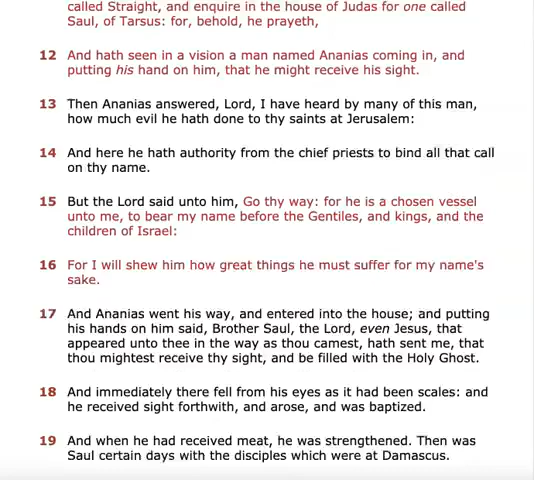 called Straight, and enquire in the house of Judas for one called
Saul, of Tarsus: for, behold, he prayeth,
12 And hath seen in a vision a man named Ananias coming in, and
putting his hand on him, that he might receive his sight.
13 Then Ananias answered, Lord, I have heard by many of this man,
how much evil he hath done to thy saints at Jerusalem:
14 And here he hath authority from the chief priests to bind all that call
on thy name.
15 But the Lord said unto him, Go thy way: for he is a chosen vessel
unto me, to bear my name before the Gentiles, and kings, and the
children of Israel:
16 For I will shew him how great things he must suffer for my name's
sake.
17 And Ananias went his way, and entered into the house; and putting
his hands on him said, Brother Saul, the Lord, even Jesus, that
appeared unto thee in the way as thou camest, hath sent me, that
thou mightest receive thy sight, and be filled with the Holy Ghost.
18 And immediately there fell from his eyes as it had been scales: and
he received sight forthwith, and arose, and was baptized.
19 And when he had received meat, he was strengthened. Then was
Saul certain days with the disciples which were at Damascus.